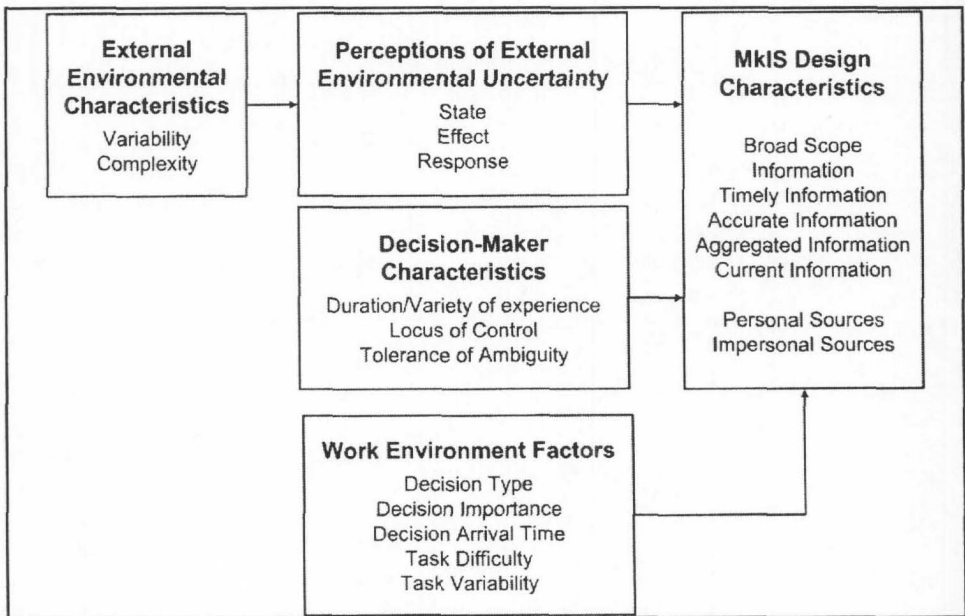 External
Environmental
Characteristics
Variability
Complexity
Perceptions of External
Environmental Uncertainty
State
Effect
Response
Decision-Maker
Characteristics
Duration/Variety of experience
Locus of Control
Tolerance of Ambiguity
Work Environment Factors
Decision Type
Decision Importance
Decision Arrival Time
Task Difficulty
Task Variability
MkIS Design
Characteristics
Broad Scope
Information
Timely Information
Accurate Information
Aggregated Information
Current Information
Personal Sources
Impersonal Sources